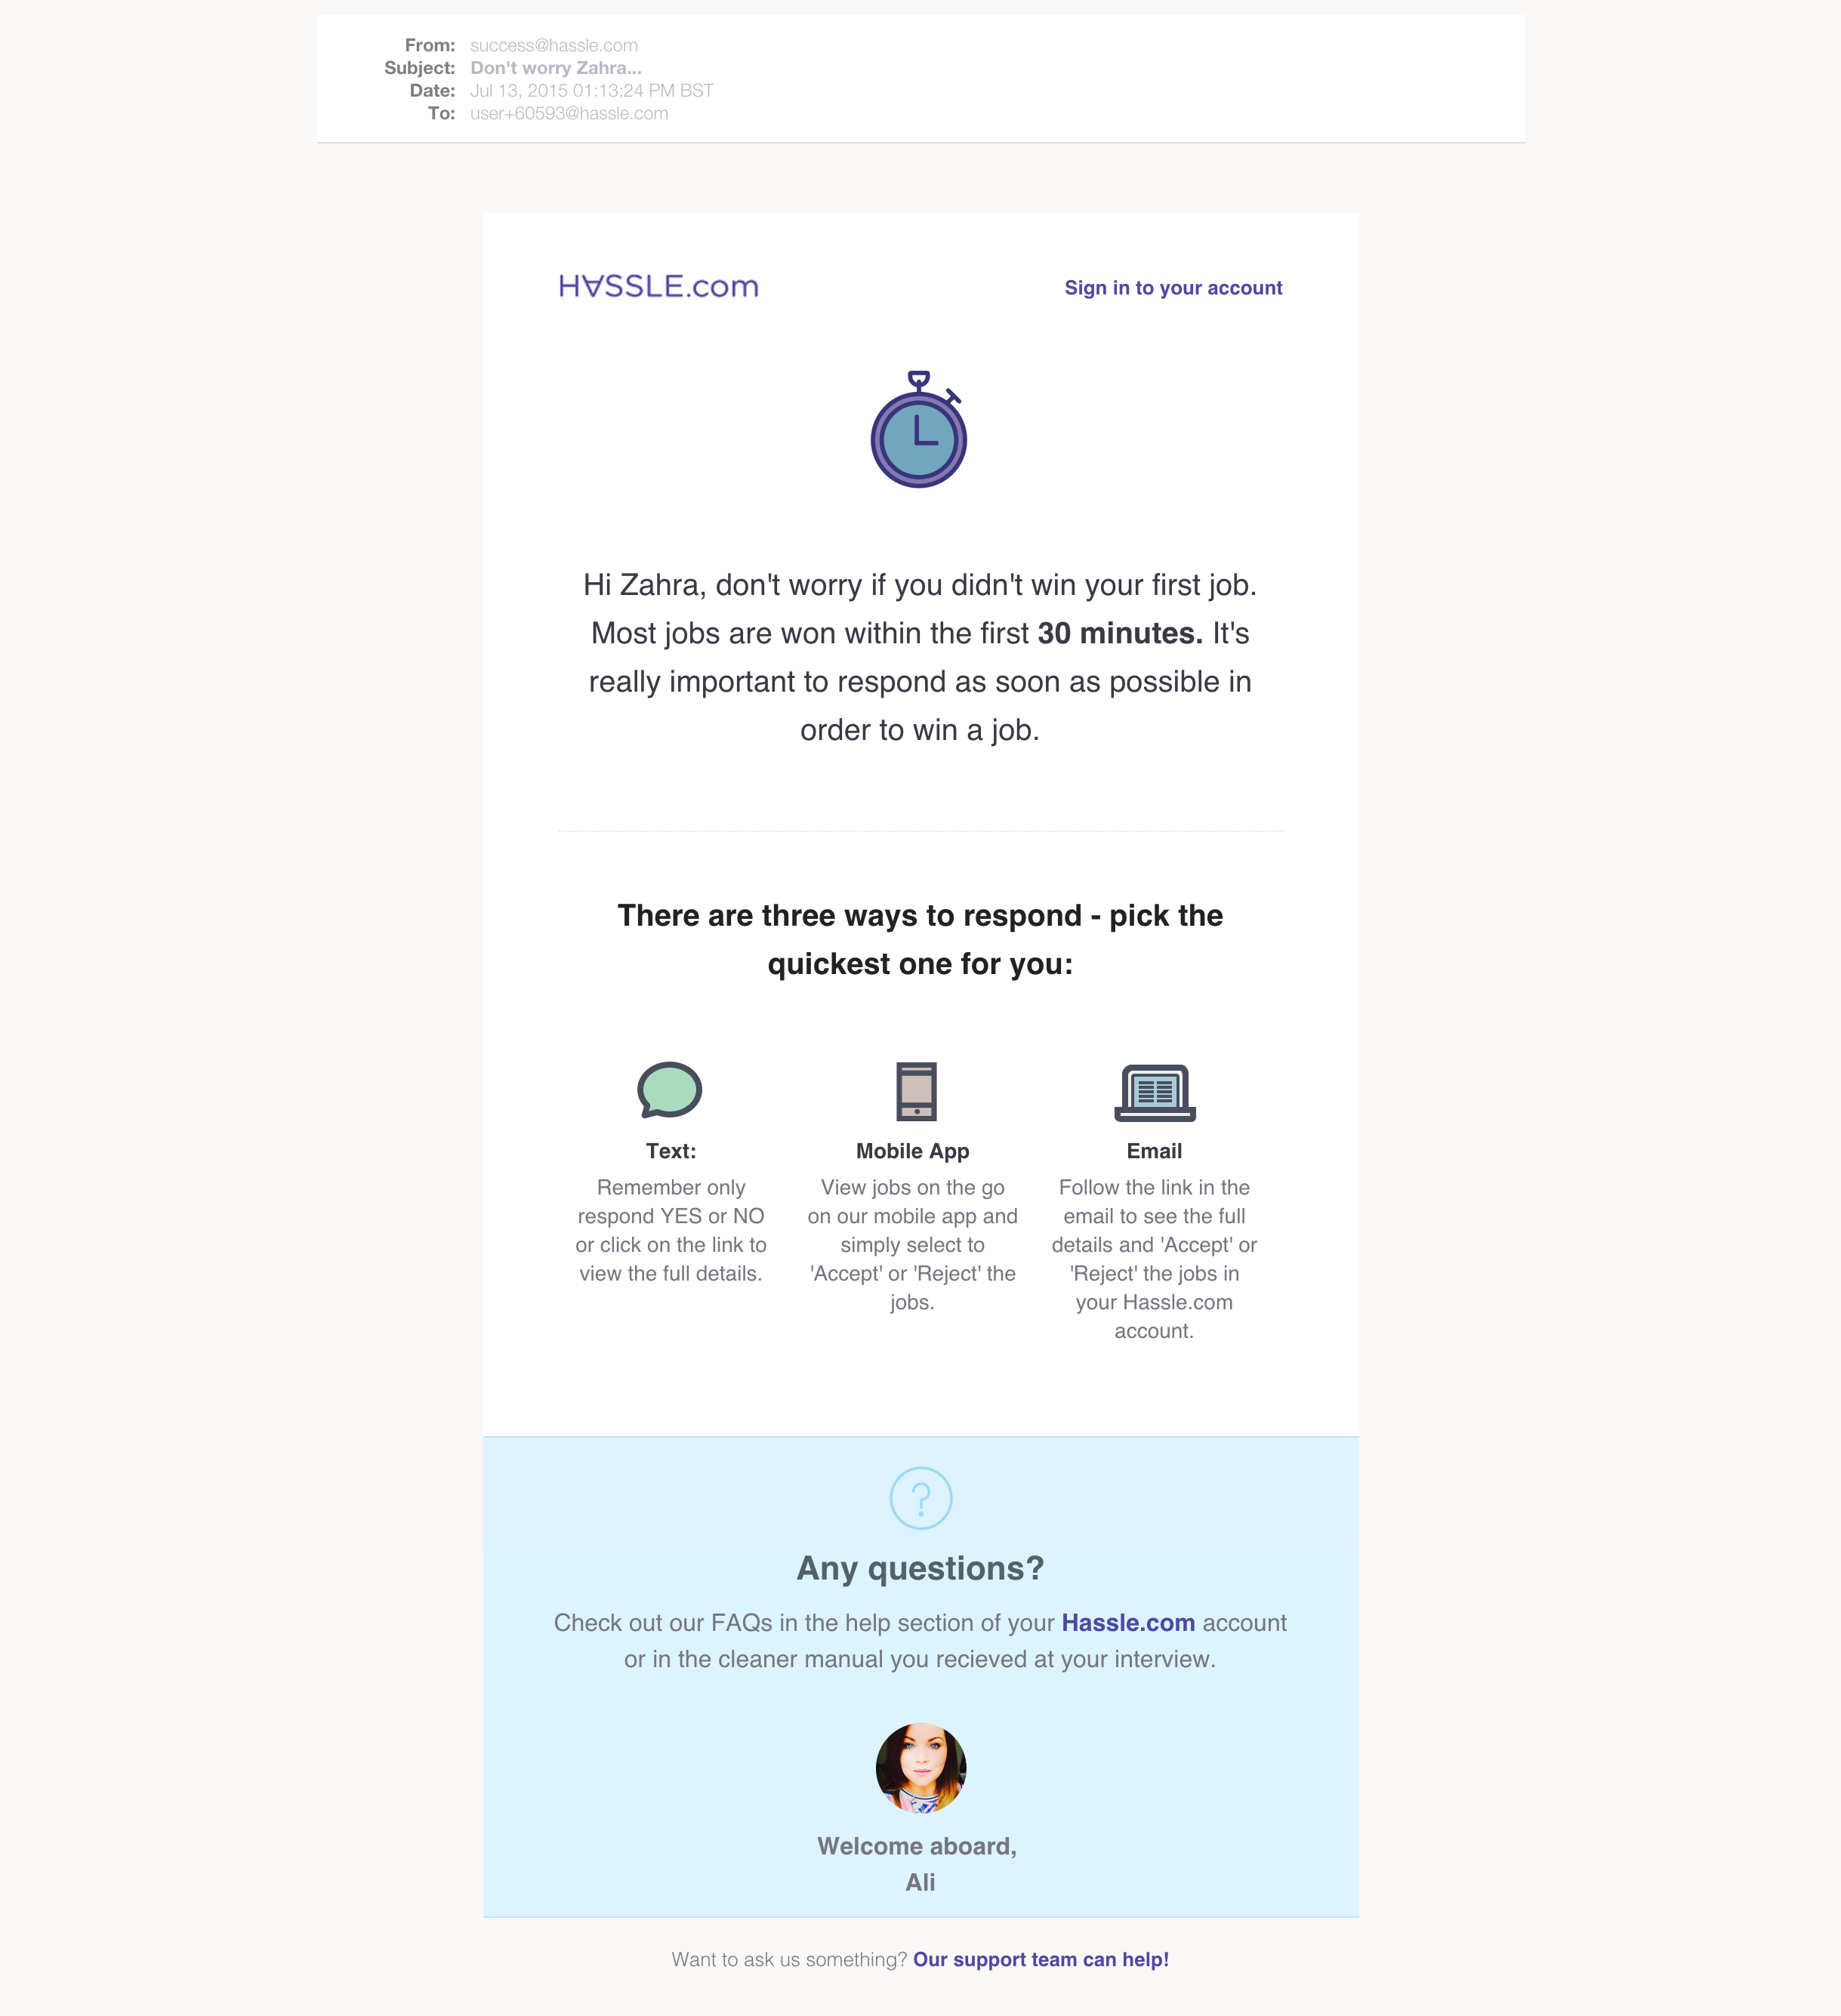 From: success@hassle.com
Subject: Don't worry Zahra...
Date: Jul 13, 2015 01:13:24 PM BST
To: user+60593@hassle.com
H∀SSLE.com
Sign in to your account
Hi Zahra, don't worry if you didn't win your first job.
Most jobs are won within the first 30 minutes. It's
really important to respond as soon as possible in
order to win a job.
There are three ways to respond - pick the
quickest one for you:
Text:
Remember only
respond YES or NO
or click on the link to
view the full details.
Mobile App
View jobs on the go
on our mobile app and
simply select to
'Accept' or 'Reject' the
jobs.
Email
Follow the link in the
email to see the full
details and 'Accept' or
'Reject' the jobs in
your Hassle.com
account.
?
Any questions?
Check out our FAQs in the help section of your Hassle.com account
or in the cleaner manual you recieved at your interview.
Welcome aboard,
Ali
Want to ask us something? Our support team can help!